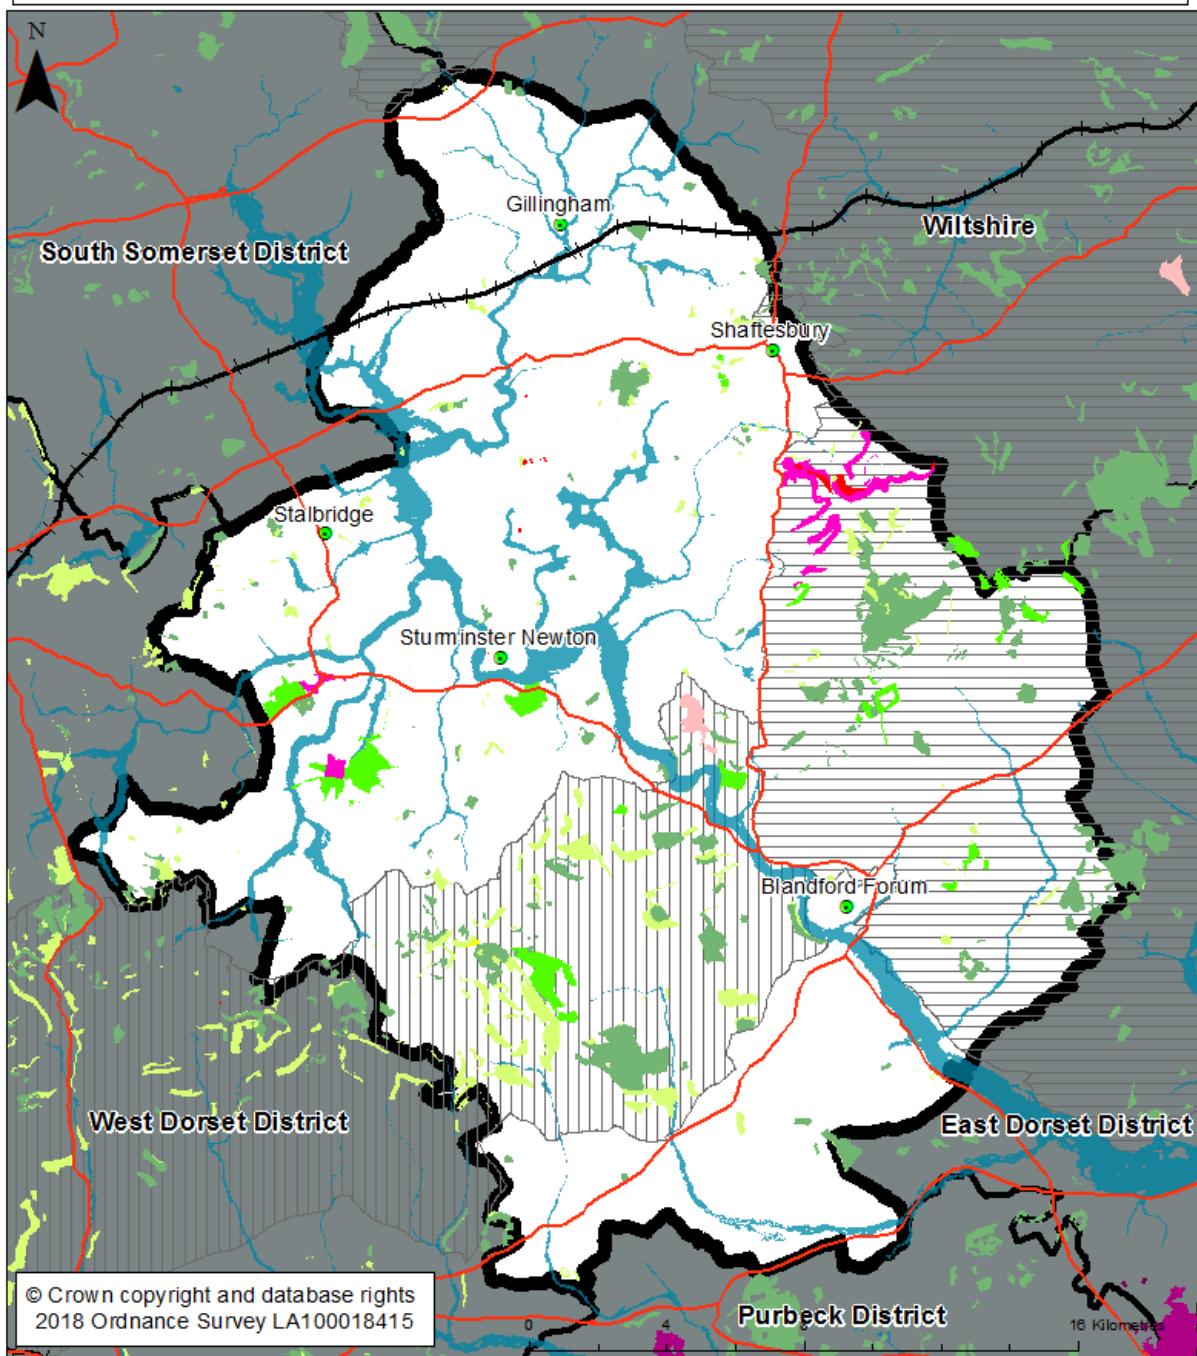 N
Gillingham
South Somerset District
Wiltshire
Shaftesbury
Stalbridge
Sturminster Newton
Blandford Forum
West Dorset District
East Dorset District
© Crown copyright and database rights
2018 Ordnance Survey LA100018415
Purbeck District
0 4 8 16 Kilometres